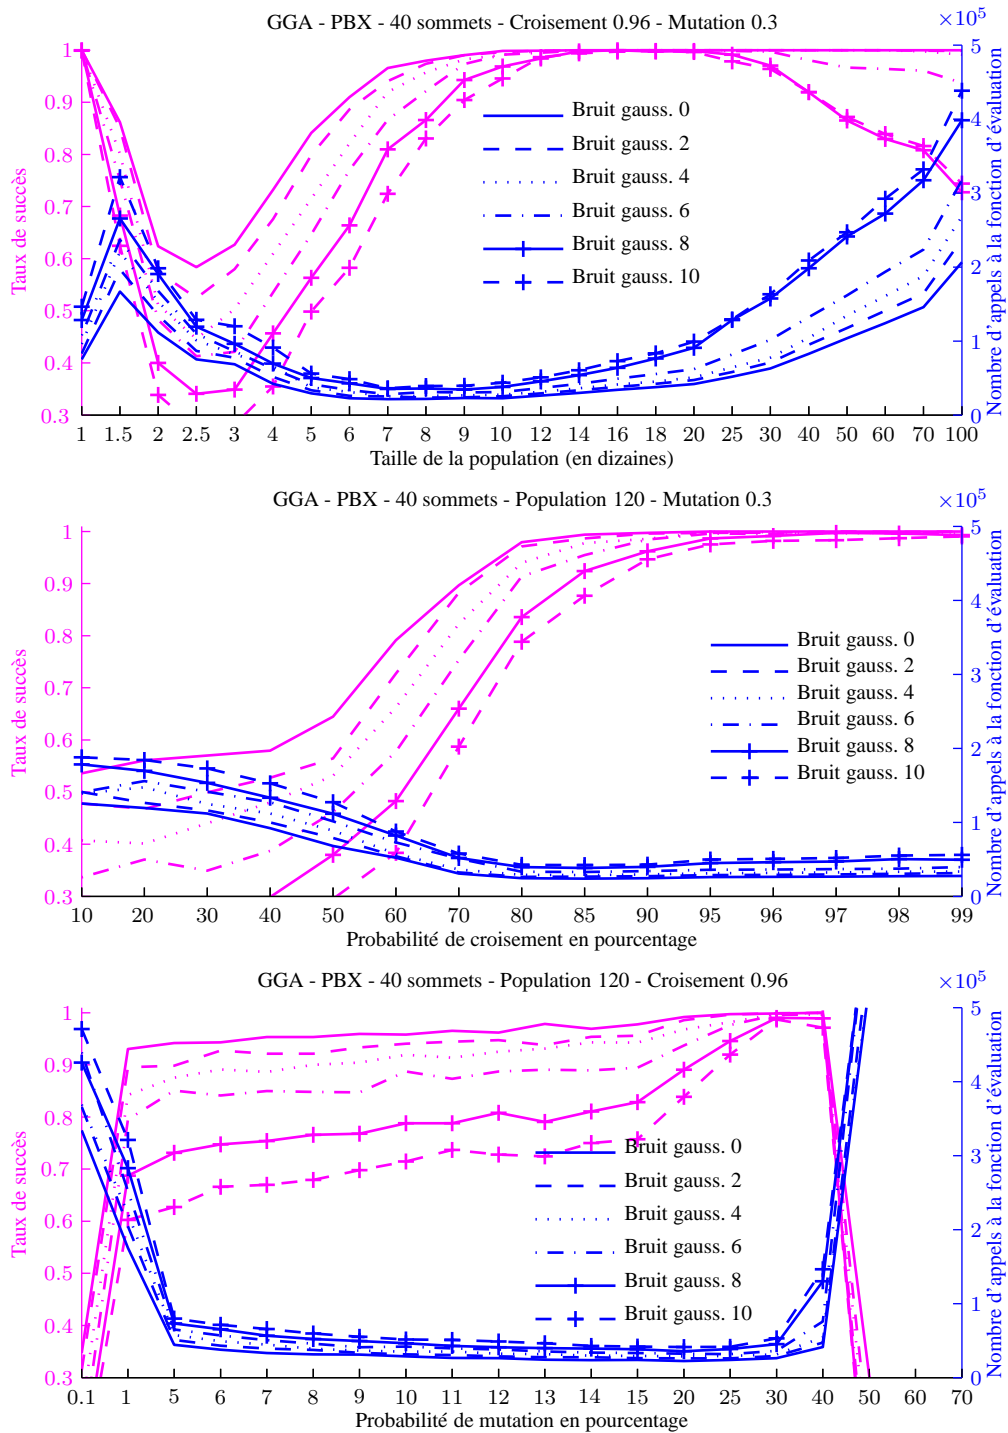 GGA - PBX - 40 sommets - Croisement 0.96 - Mutation 0.3
×10^5
1
0.9
0.8
0.7
0.6
0.5
0.4
0.3
Taux de succès
5
4
3
2
1
0
Nombre d'appels à la fonction d'évaluation
Bruit gauss. 0
Bruit gauss. 2
Bruit gauss. 4
Bruit gauss. 6
Bruit gauss. 8
Bruit gauss. 10
1 1.5 2 2.5 3 4 5 6 7 8 9 10 12 14 16 18 20 25 30 40 50 60 70 100
Taille de la population (en dizaines)
GGA - PBX - 40 sommets - Population 120 - Mutation 0.3
×10^5
1
0.9
0.8
0.7
0.6
0.5
0.4
0.3
Taux de succès
5
4
3
2
1
0
Nombre d'appels à la fonction d'évaluation
Bruit gauss. 0
Bruit gauss. 2
Bruit gauss. 4
Bruit gauss. 6
Bruit gauss. 8
Bruit gauss. 10
10 20 30 40 50 60 70 80 85 90 95 96 97 98 99
Probabilité de croisement en pourcentage
GGA - PBX - 40 sommets - Population 120 - Croisement 0.96
×10^5
1
0.9
0.8
0.7
0.6
0.5
0.4
0.3
Taux de succès
5
4
3
2
1
0
Nombre d'appels à la fonction d'évaluation
Bruit gauss. 0
Bruit gauss. 2
Bruit gauss. 4
Bruit gauss. 6
Bruit gauss. 8
Bruit gauss. 10
0.1 1 5 6 7 8 9 10 11 12 13 14 15 20 25 30 40 50 60 70
Probabilité de mutation en pourcentage